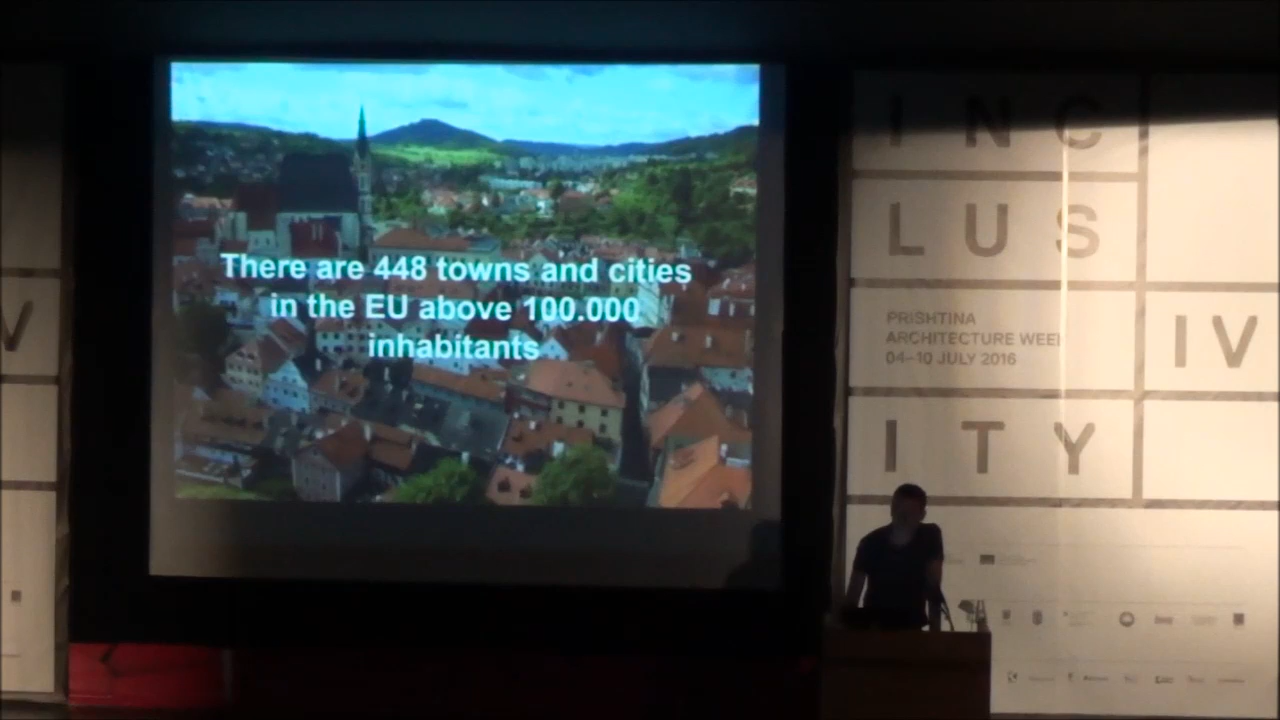 There are 448 towns and cities
in the EU above 100.000
inhabitants
INC
LUS
PRISHTINA
ARCHITECTURE WEE
04–10 JULY 2016
IV
ITY
V